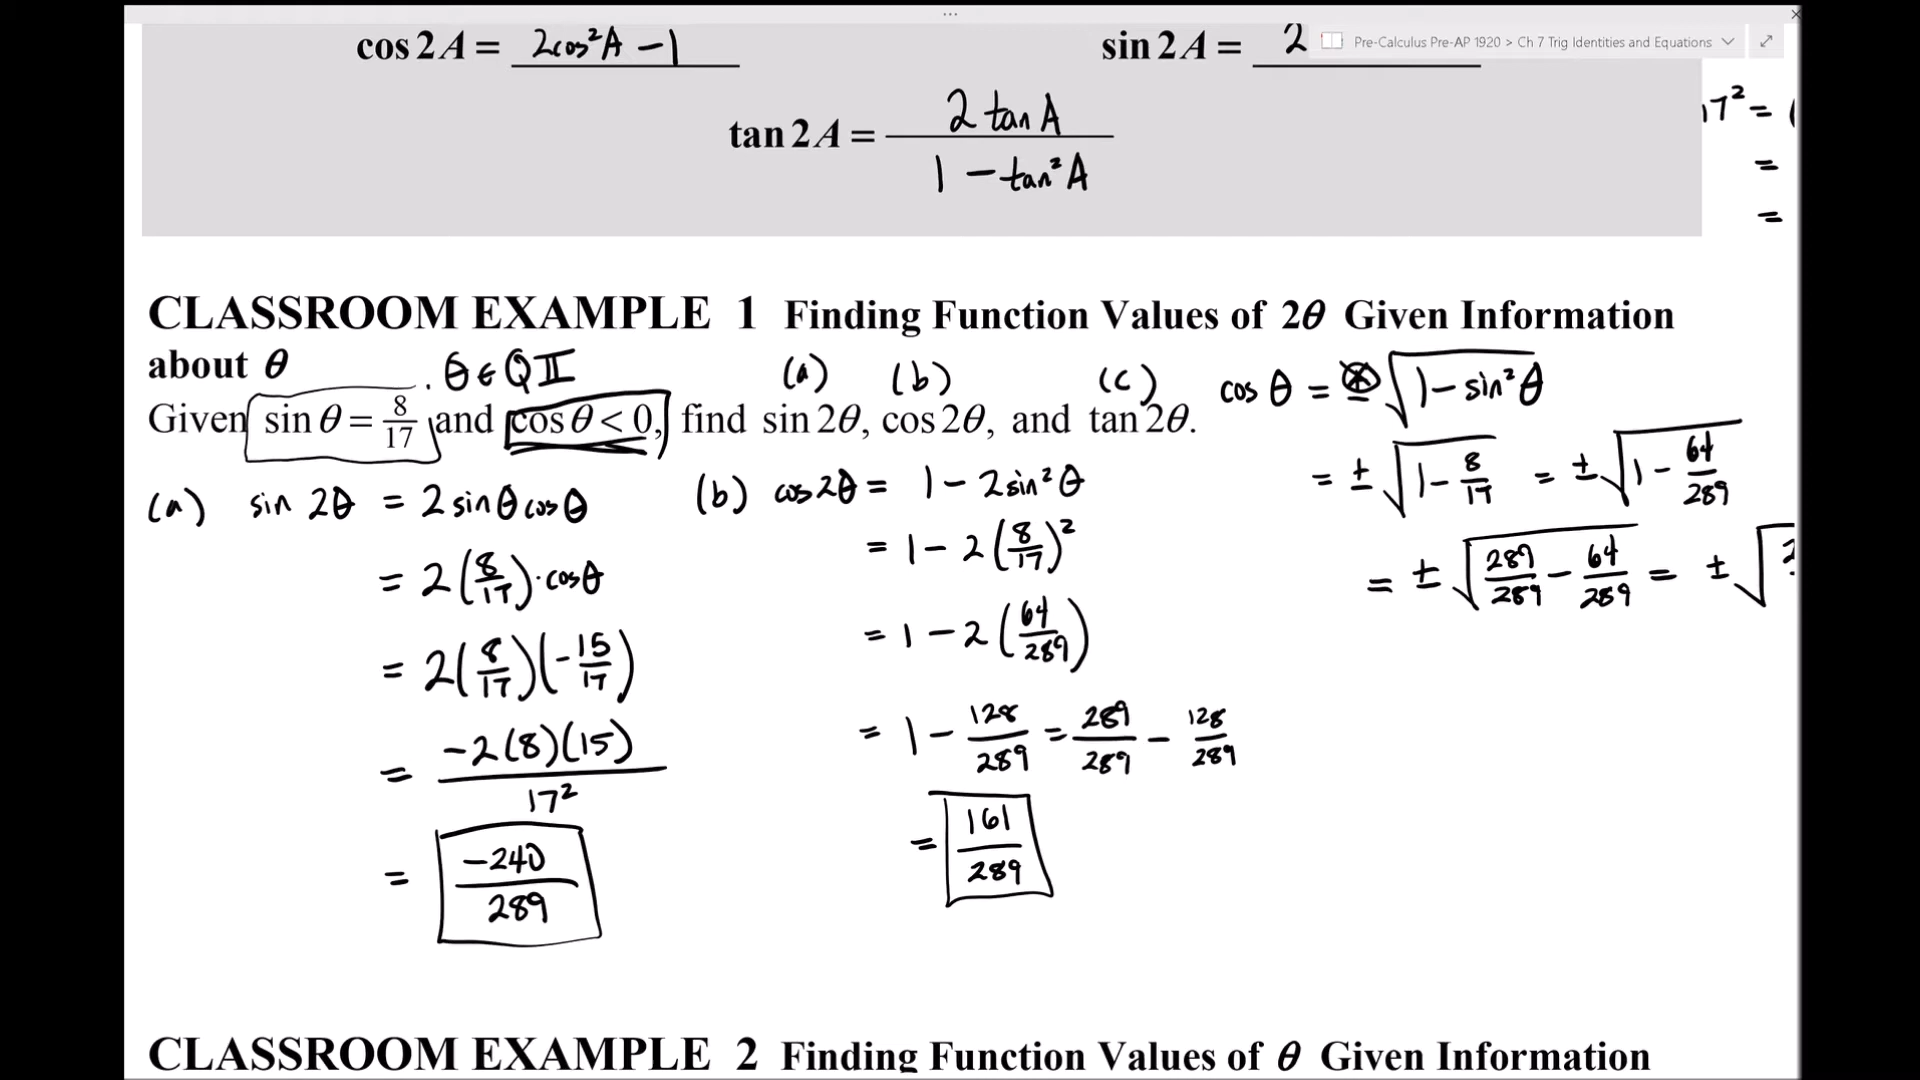 cos 2A = 2cos²A − 1
sin 2A = 2
Pre-Calculus Pre-AP 1920 > Ch 7 Trig Identities and Equations
tan 2A = 2 tan A / 1 − tan²A
17² = (
=
=
CLASSROOM EXAMPLE 1 Finding Function Values of 2θ Given Information
about θ . θ ∈ Q II
(a) (b) (c)
Given sin θ = 8/17 and cos θ < 0, find sin 2θ, cos 2θ, and tan 2θ.
cos θ = ± √(1 − sin²θ)
= ± √(1 − 8/17) = ± √(1 − 64/289)
= ± √(289/289 − 64/289) = ± √
(a) sin 2θ = 2 sin θ cos θ
= 2(8/17) · cos θ
= 2(8/17)(−15/17)
= −2(8)(15) / 17²
= −240/289
(b) cos 2θ = 1 − 2 sin²θ
= 1 − 2(8/17)²
= 1 − 2(64/289)
= 1 − 128/289 = 289/289 − 128/289
= 161/289
CLASSROOM EXAMPLE 2 Finding Function Values of θ Given Information